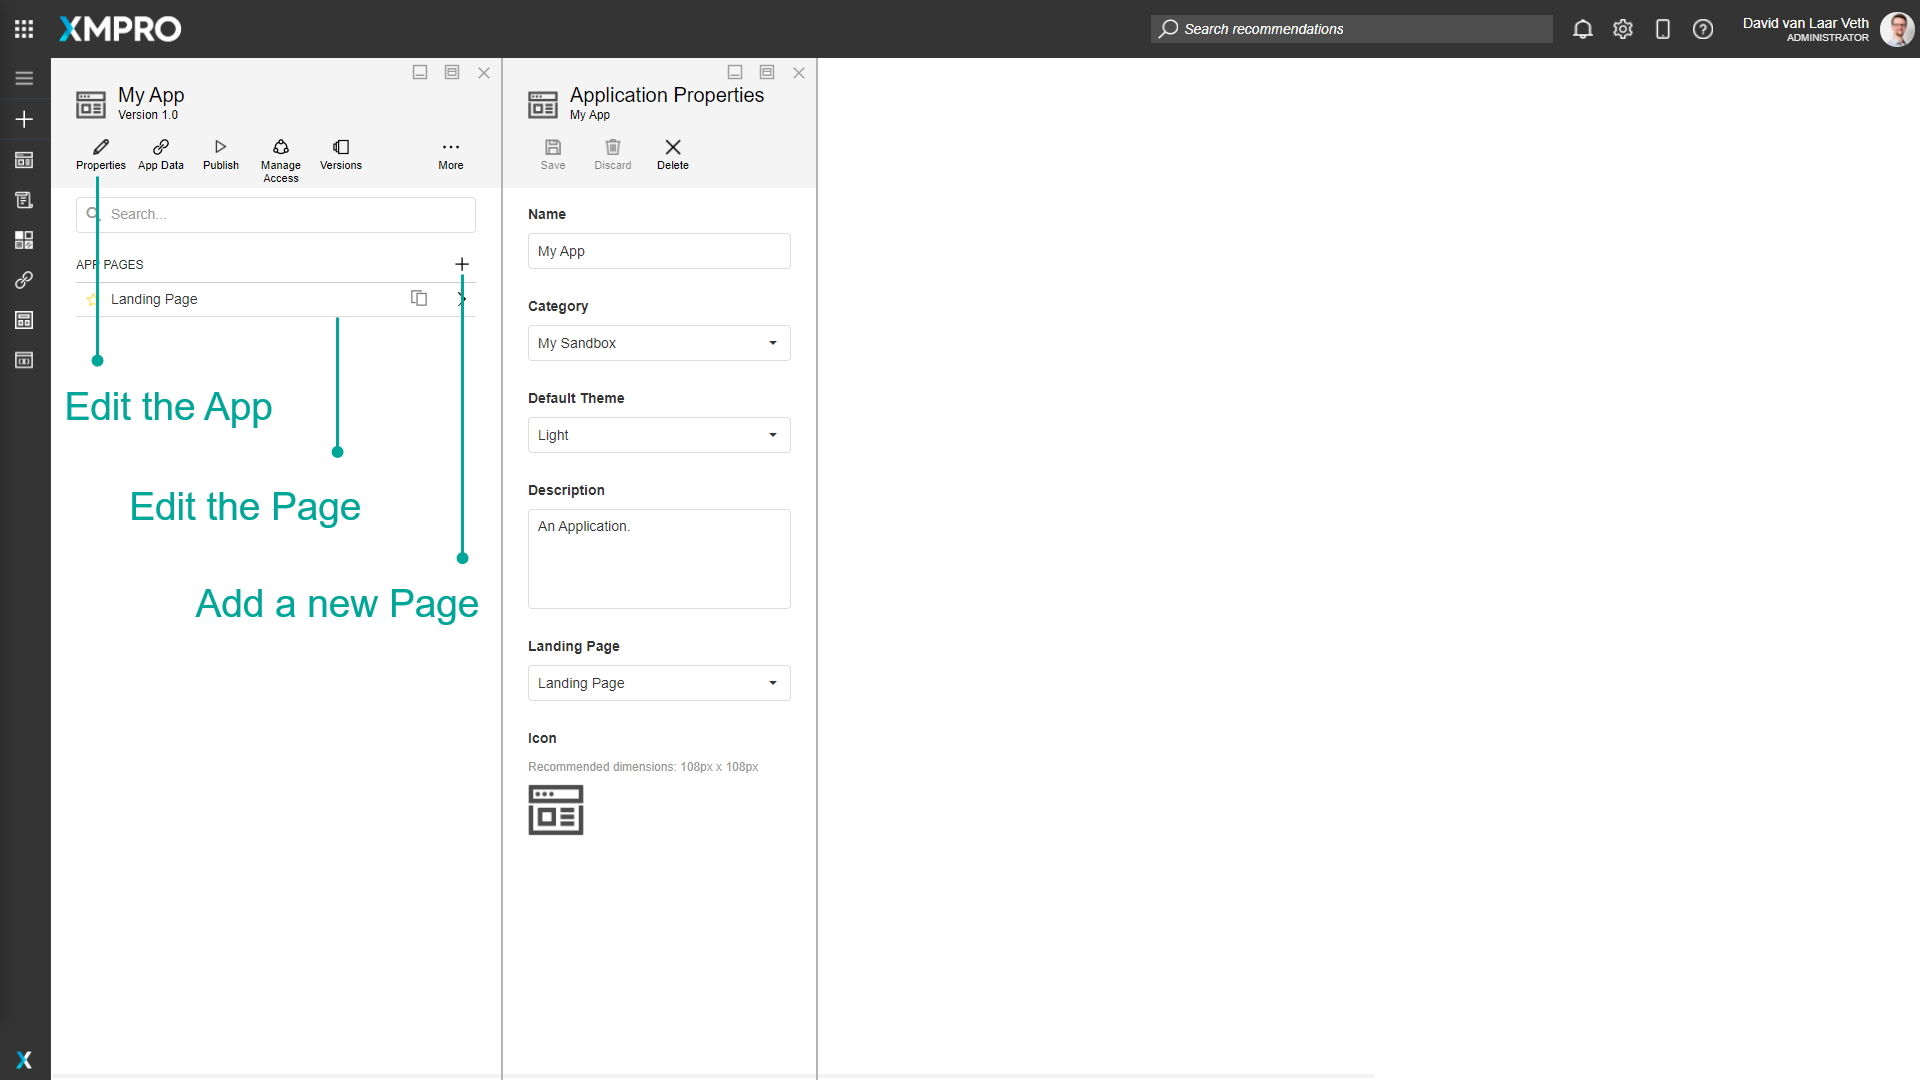 XMPRO
Search recommendations
David van Laar Veth
ADMINISTRATOR
My App
Version 1.0
Properties
App Data
Publish
Manage
Access
Versions
More
Search...
APP PAGES
Landing Page
Edit the App
Edit the Page
Add a new Page
Application Properties
My App
Save
Discard
Delete
Name
My App
Category
My Sandbox
Default Theme
Light
Description
An Application.
Landing Page
Landing Page
Icon
Recommended dimensions: 108px x 108px